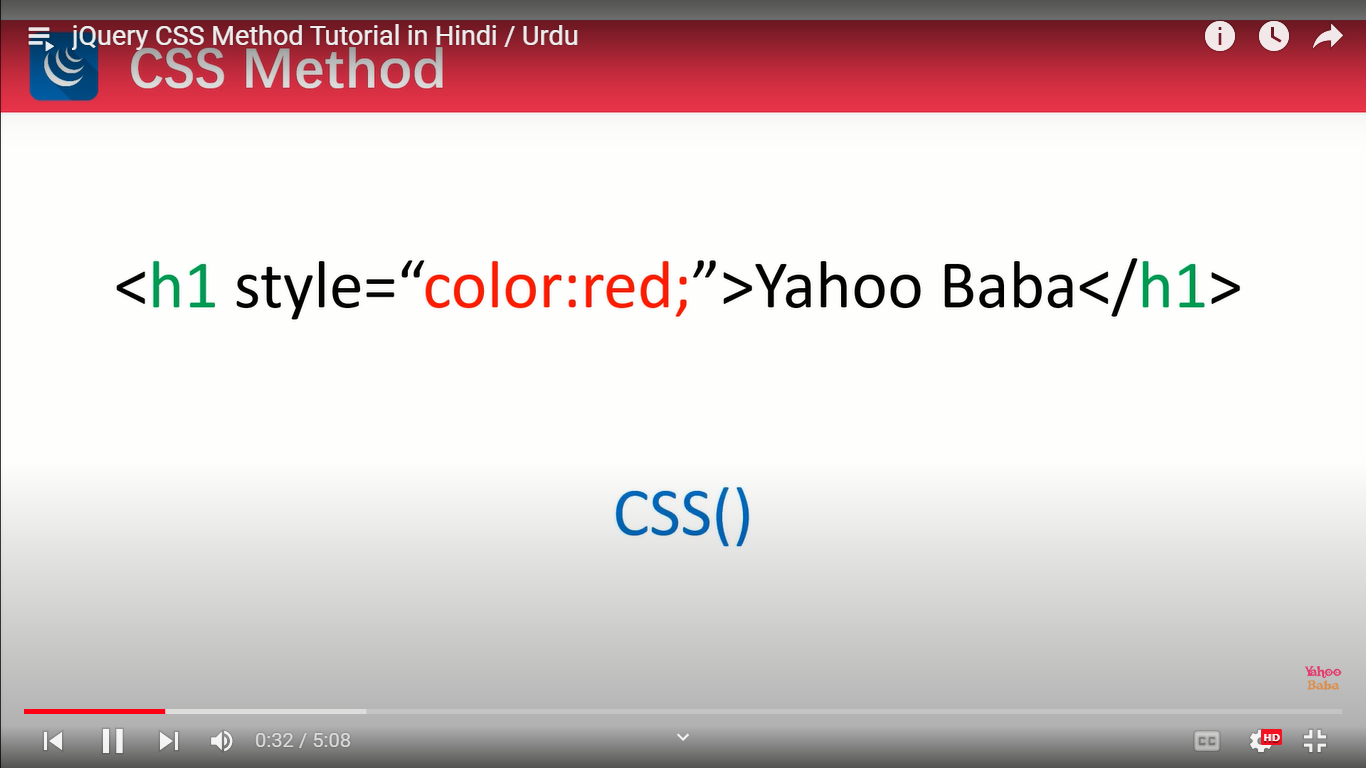 jQuery CSS Method Tutorial in Hindi / Urdu
CSS Method
<h1 style=“color:red;”>Yahoo Baba</h1>
CSS()
Yahoo
Baba
0:32 / 5:08
CC
HD